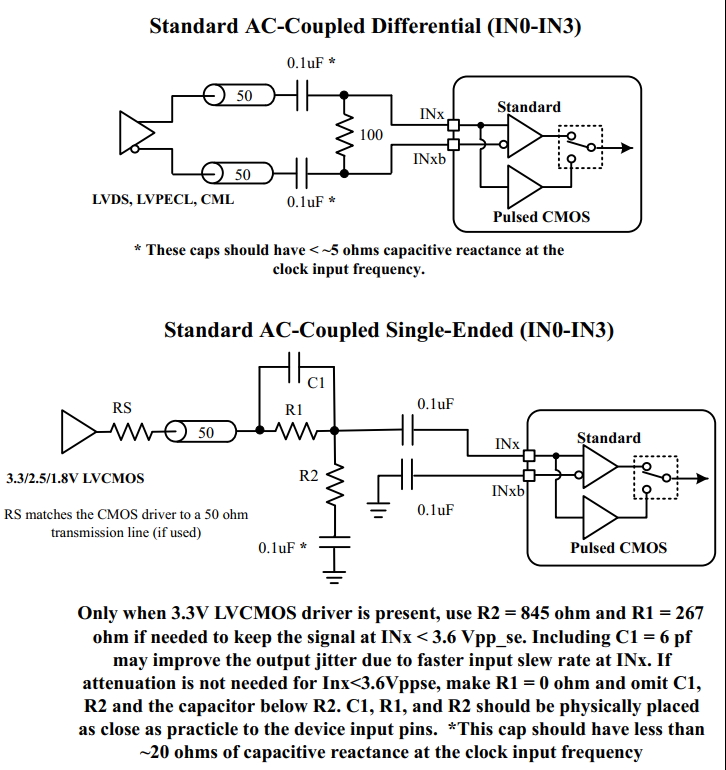 Standard AC-Coupled Differential (IN0-IN3)
0.1uF *
50
100
INx
Standard
INxb
50
LVDS, LVPECL, CML
0.1uF *
Pulsed CMOS
* These caps should have < ~5 ohms capacitive reactance at the
clock input frequency.
Standard AC-Coupled Single-Ended (IN0-IN3)
C1
RS
R1
0.1uF
50
INx
Standard
3.3/2.5/1.8V LVCMOS
R2
INxb
RS matches the CMOS driver to a 50 ohm
transmission line (if used)
0.1uF
0.1uF *
Pulsed CMOS
Only when 3.3V LVCMOS driver is present, use R2 = 845 ohm and R1 = 267
ohm if needed to keep the signal at INx < 3.6 Vpp_se. Including C1 = 6 pf
may improve the output jitter due to faster input slew rate at INx. If
attenuation is not needed for Inx<3.6Vppse, make R1 = 0 ohm and omit C1,
R2 and the capacitor below R2. C1, R1, and R2 should be physically placed
as close as practicle to the device input pins. *This cap should have less than
~20 ohms of capacitive reactance at the clock input frequency